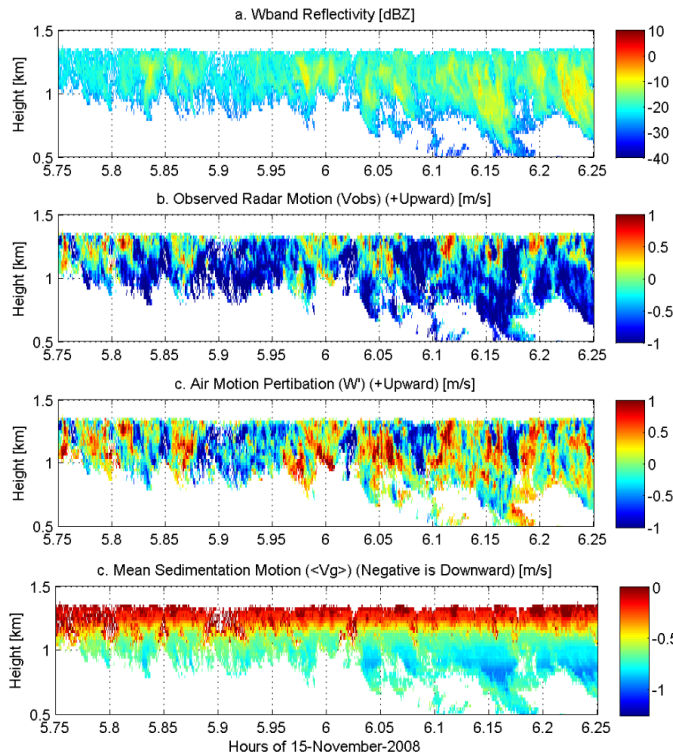 a. Wband Reflectivity [dBZ]
1.5
1
0.5
Height [km]
5.75 5.8 5.85 5.9 5.95 6 6.05 6.1 6.15 6.2 6.25
10
0
-10
-20
-30
-40
b. Observed Radar Motion (Vobs) (+Upward) [m/s]
1.5
1
0.5
Height [km]
5.75 5.8 5.85 5.9 5.95 6 6.05 6.1 6.15 6.2 6.25
1
0.5
0
-0.5
-1
c. Air Motion Pertibation (W') (+Upward) [m/s]
1.5
1
0.5
Height [km]
5.75 5.8 5.85 5.9 5.95 6 6.05 6.1 6.15 6.2 6.25
1
0.5
0
-0.5
-1
c. Mean Sedimentation Motion (<Vg>) (Negative is Downward) [m/s]
1.5
1
0.5
Height [km]
5.75 5.8 5.85 5.9 5.95 6 6.05 6.1 6.15 6.2 6.25
Hours of 15-November-2008
0
-0.5
-1